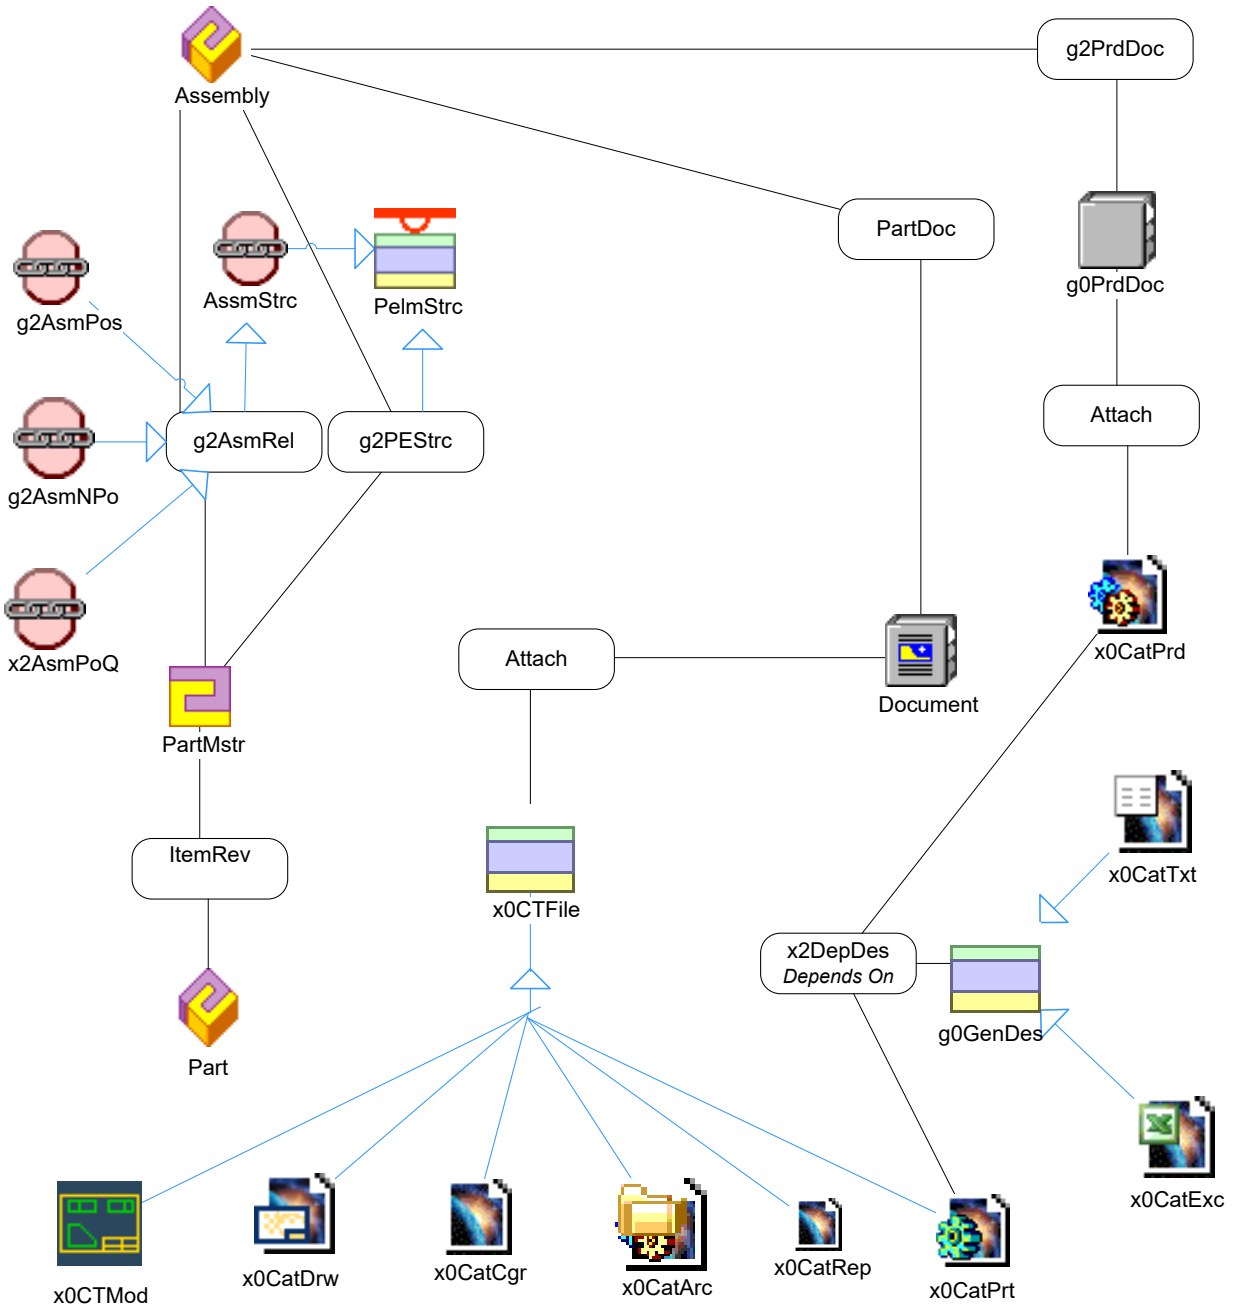 g2PrdDoc
Assembly
PartDoc
g0PrdDoc
AssmStrc
PelmStrc
g2AsmPos
Attach
g2AsmRel
g2PEStrc
g2AsmNPo
x0CatPrd
Attach
x2AsmPoQ
Document
PartMstr
ItemRev
x0CatTxt
x0CTFile
x2DepDes
Depends On
g0GenDes
Part
x0CatExc
x0CTMod
x0CatDrw
x0CatCgr
x0CatArc
x0CatRep
x0CatPrt